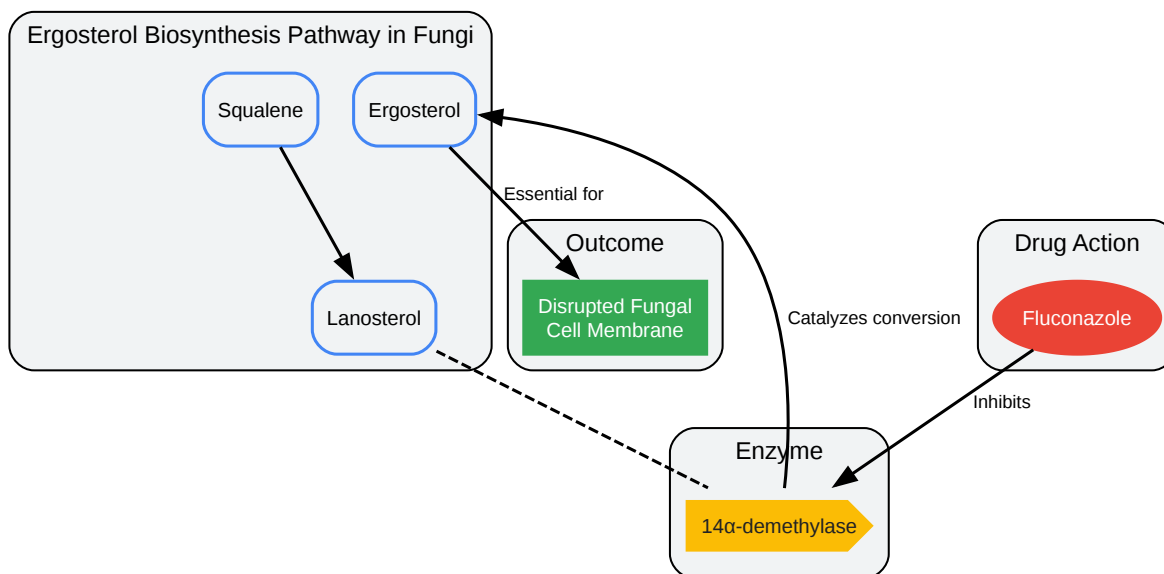 Ergosterol Biosynthesis Pathway in Fungi
Squalene
Ergosterol
Essential for
Outcome
Drug Action
Disrupted Fungal
Cell Membrane
Lanosterol
Catalyzes conversion
Fluconazole
Inhibits
Enzyme
14α-demethylase